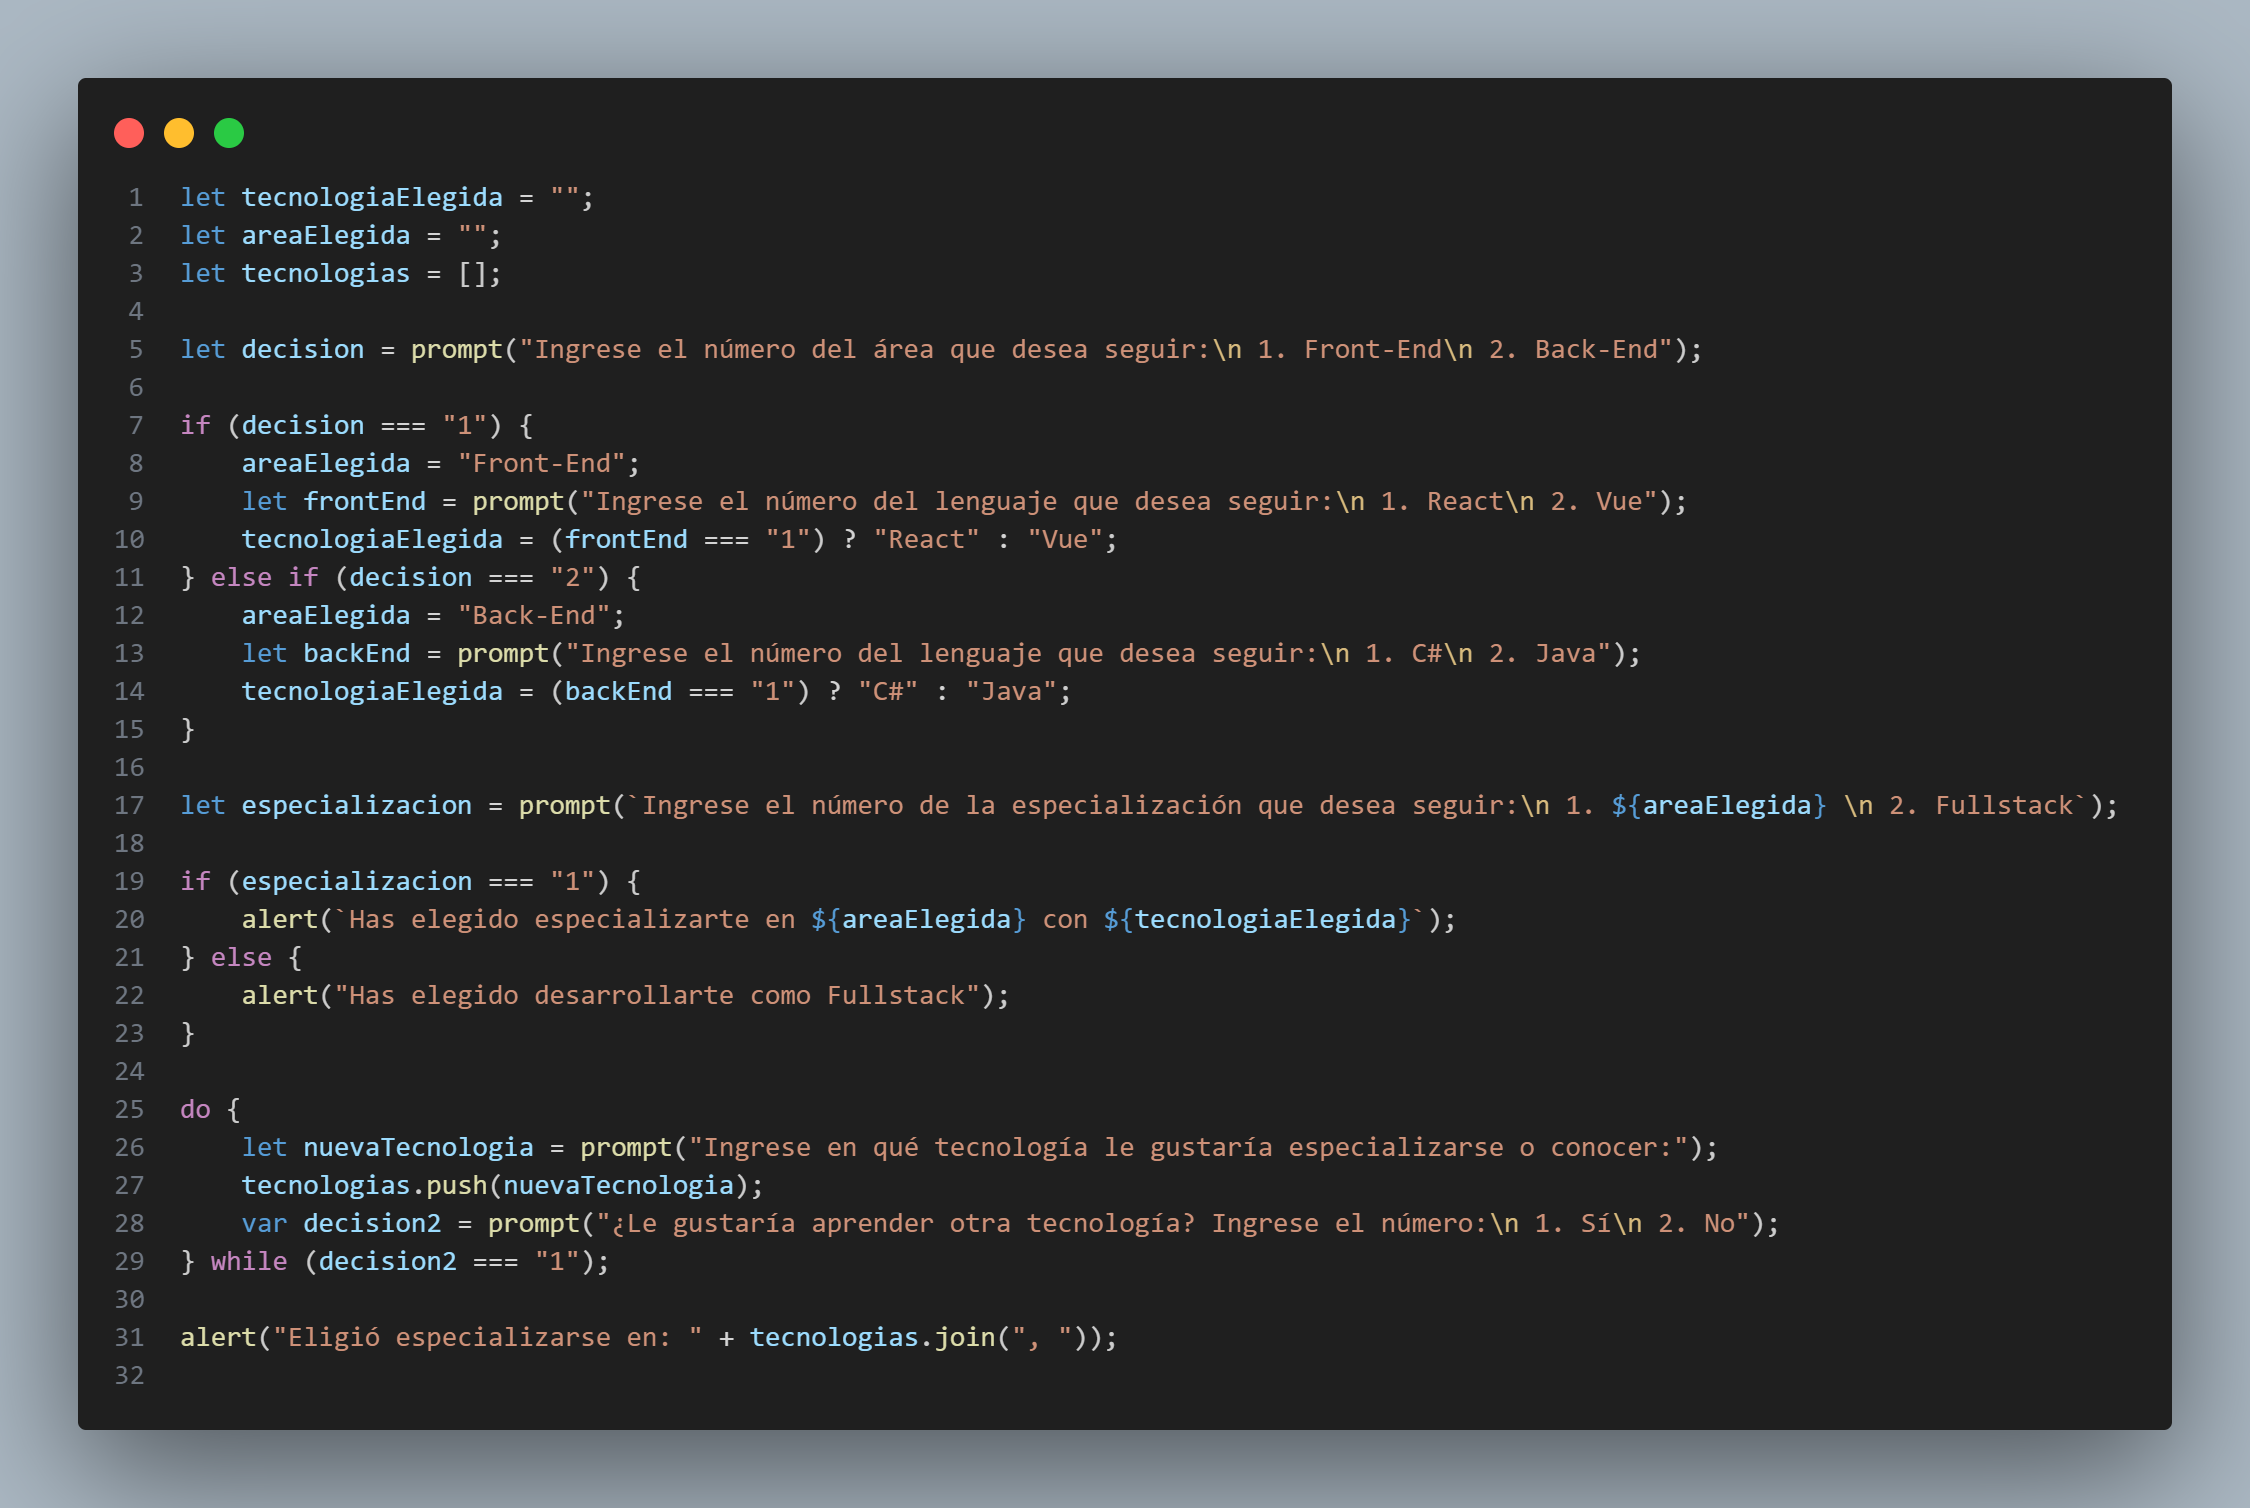 1 let tecnologiaElegida = "";
2 let areaElegida = "";
3 let tecnologias = [];
4
5 let decision = prompt("Ingrese el número del área que desea seguir:\n 1. Front-End\n 2. Back-End");
6
7 if (decision === "1") {
8     areaElegida = "Front-End";
9     let frontEnd = prompt("Ingrese el número del lenguaje que desea seguir:\n 1. React\n 2. Vue");
10     tecnologiaElegida = (frontEnd === "1") ? "React" : "Vue";
11 } else if (decision === "2") {
12     areaElegida = "Back-End";
13     let backEnd = prompt("Ingrese el número del lenguaje que desea seguir:\n 1. C#\n 2. Java");
14     tecnologiaElegida = (backEnd === "1") ? "C#" : "Java";
15 }
16
17 let especializacion = prompt(`Ingrese el número de la especialización que desea seguir:\n 1. ${areaElegida} \n 2. Fullstack`);
18
19 if (especializacion === "1") {
20     alert(`Has elegido especializarte en ${areaElegida} con ${tecnologiaElegida}`);
21 } else {
22     alert("Has elegido desarrollarte como Fullstack");
23 }
24
25 do {
26     let nuevaTecnologia = prompt("Ingrese en qué tecnología le gustaría especializarse o conocer:");
27     tecnologias.push(nuevaTecnologia);
28     var decision2 = prompt("¿Le gustaría aprender otra tecnología? Ingrese el número:\n 1. Sí\n 2. No");
29 } while (decision2 === "1");
30
31 alert("Eligió especializarse en: " + tecnologias.join(", "));
32